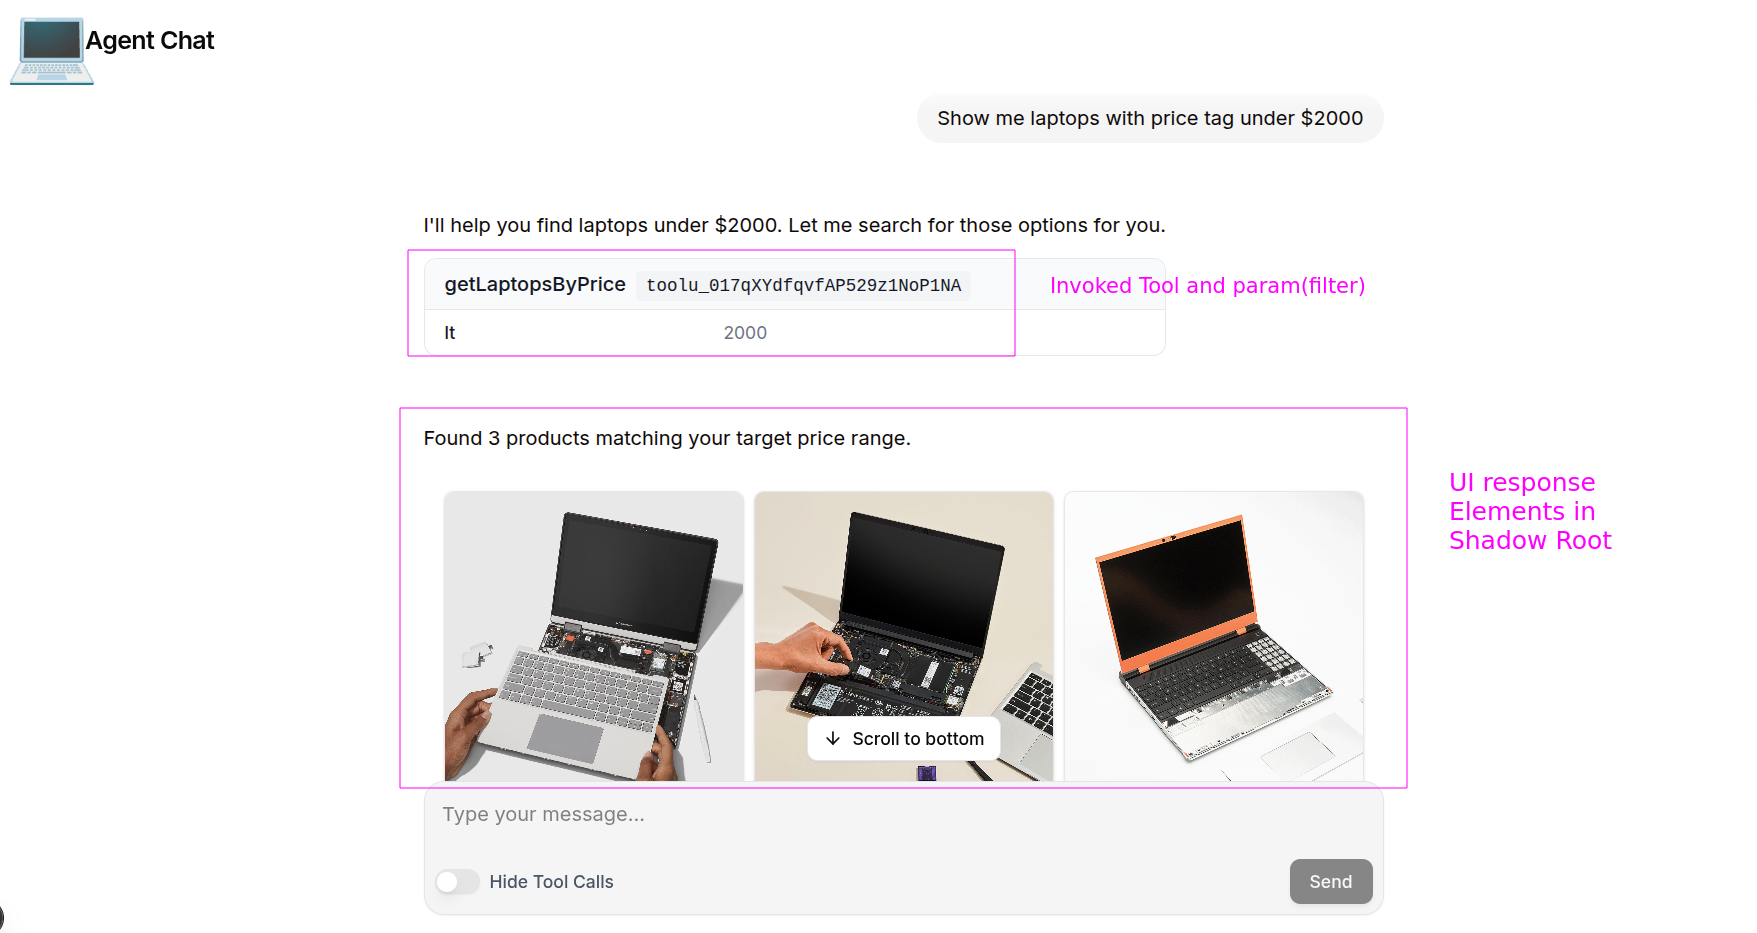 Agent Chat
Show me laptops with price tag under $2000
I'll help you find laptops under $2000. Let me search for those options for you.
getLaptopsByPrice toolu_017qXYdfqvfAP529z1NoP1NA
Invoked Tool and param(filter)
lt 2000
Found 3 products matching your target price range.
UI response
Elements in
Shadow Root
Scroll to bottom
Type your message...
Hide Tool Calls
Send